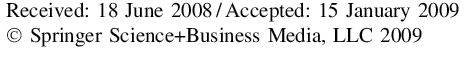 Received: 18 June 2008 / Accepted: 15 January 2009
© Springer Science+Business Media, LLC 2009